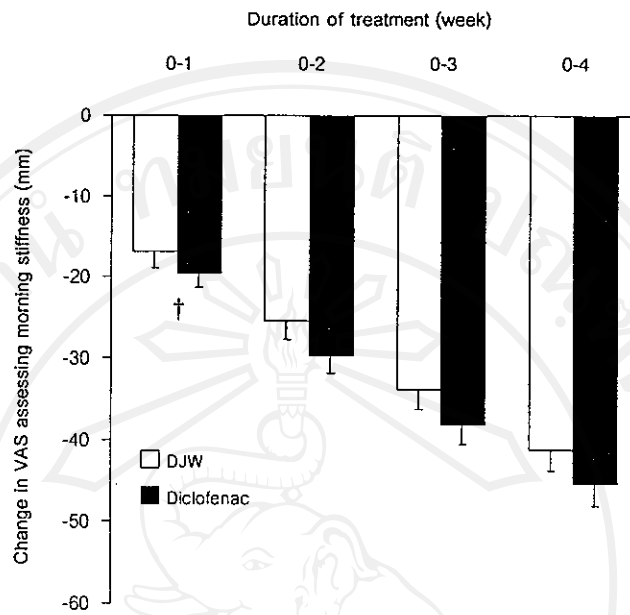 Duration of treatment (week)
0-1 0-2 0-3 0-4
Change in VAS assessing morning stiffness (mm)
0
-10
-20
†
-30
-40
DJW
Diclofenac
-50
-60